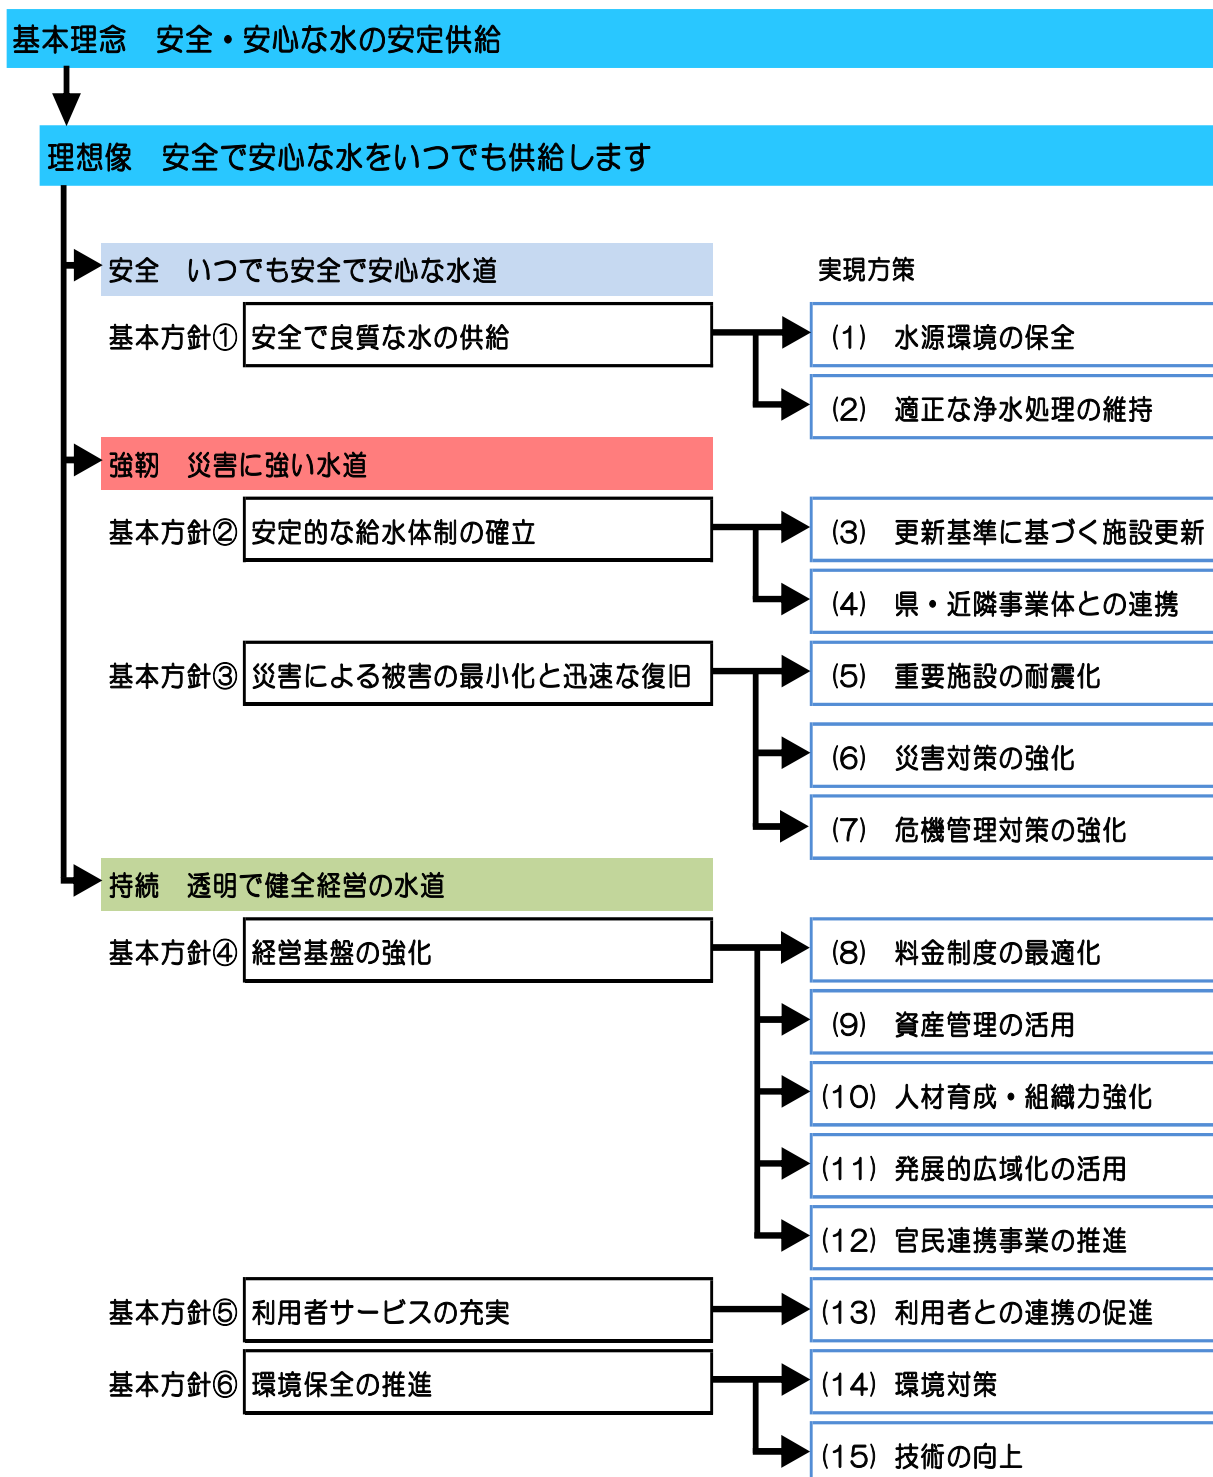 基本理念　安全・安心な水の安定供給
理想像　安全で安心な水をいつでも供給します
安全　いつでも安全で安心な水道
実現方策
基本方針① 安全で良質な水の供給
(1)　水源環境の保全
(2)　適正な浄水処理の維持
強靭　災害に強い水道
基本方針② 安定的な給水体制の確立
(3)　更新基準に基づく施設更新
(4)　県・近隣事業体との連携
基本方針③ 災害による被害の最小化と迅速な復旧
(5)　重要施設の耐震化
(6)　災害対策の強化
(7)　危機管理対策の強化
持続　透明で健全経営の水道
基本方針④ 経営基盤の強化
(8)　料金制度の最適化
(9)　資産管理の活用
(10) 人材育成・組織力強化
(11) 発展的広域化の活用
(12) 官民連携事業の推進
基本方針⑤ 利用者サービスの充実
(13) 利用者との連携の促進
基本方針⑥ 環境保全の推進
(14) 環境対策
(15) 技術の向上